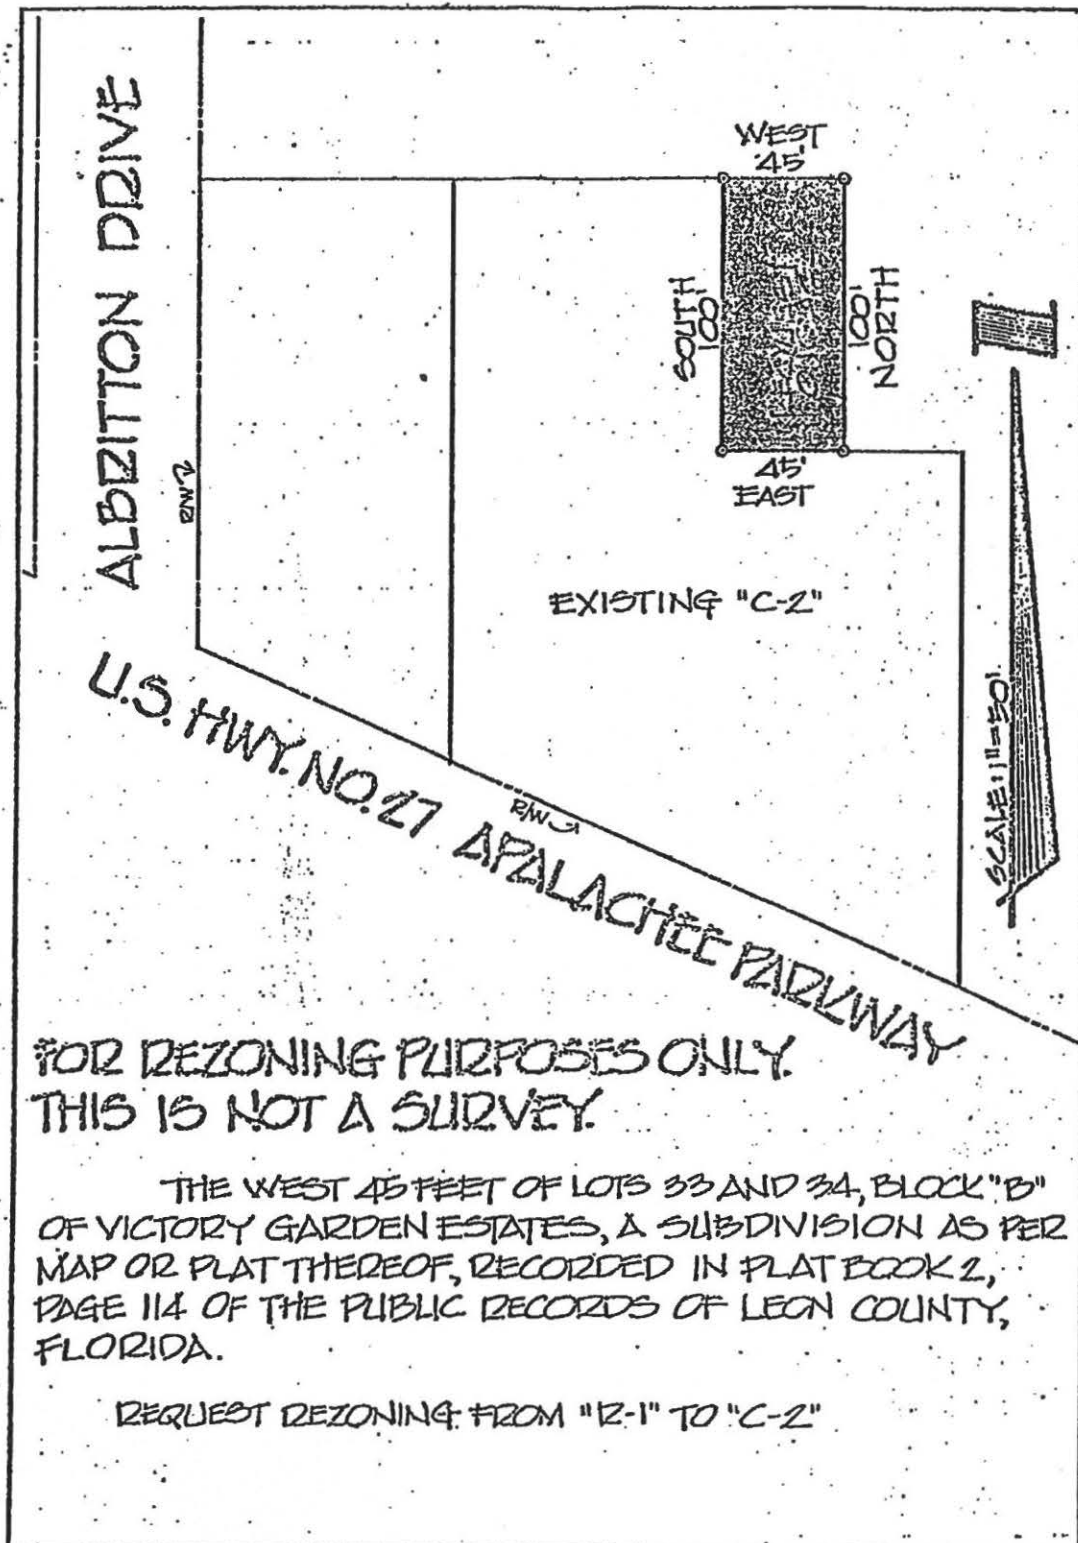 ALBRITTON DRIVE
WEST
45'
SOUTH
100'
100'
NORTH
45'
EAST
R/W
EXISTING "C-2"
SCALE: 1"=50'
U.S. HWY. NO. 27 APALACHEE PARKWAY
R/W
FOR REZONING PURPOSES ONLY.
THIS IS NOT A SURVEY.
THE WEST 45 FEET OF LOTS 33 AND 34, BLOCK "B"
OF VICTORY GARDEN ESTATES, A SUBDIVISION AS PER
MAP OR PLAT THEREOF, RECORDED IN PLAT BOOK 2,
PAGE 114 OF THE PUBLIC RECORDS OF LEON COUNTY,
FLORIDA.
REQUEST REZONING FROM "R-1" TO "C-2"